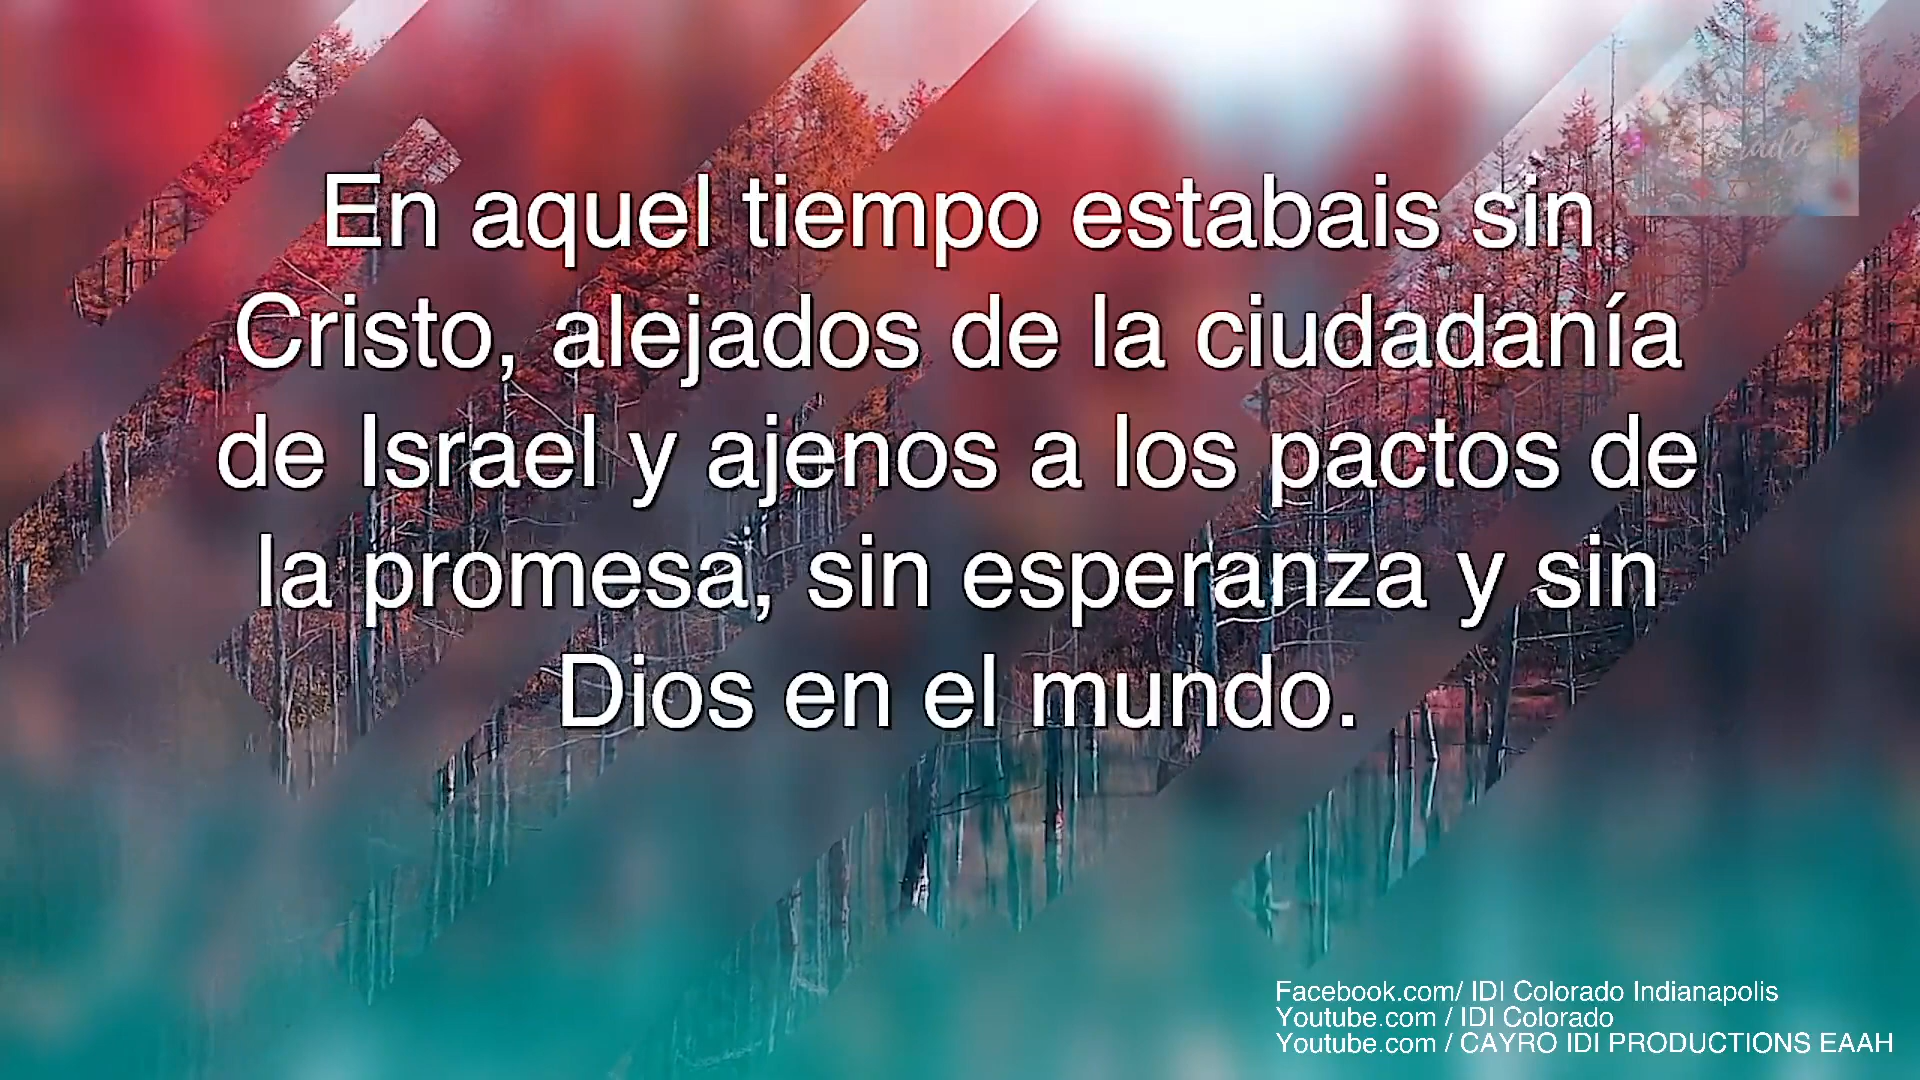 En aquel tiempo estabais sin
Cristo, alejados de la ciudadanía
de Israel y ajenos a los pactos de
la promesa, sin esperanza y sin
Dios en el mundo.
Facebook.com/ IDI Colorado Indianapolis
Youtube.com / IDI Colorado
Youtube.com / CAYRO IDI PRODUCTIONS EAAH